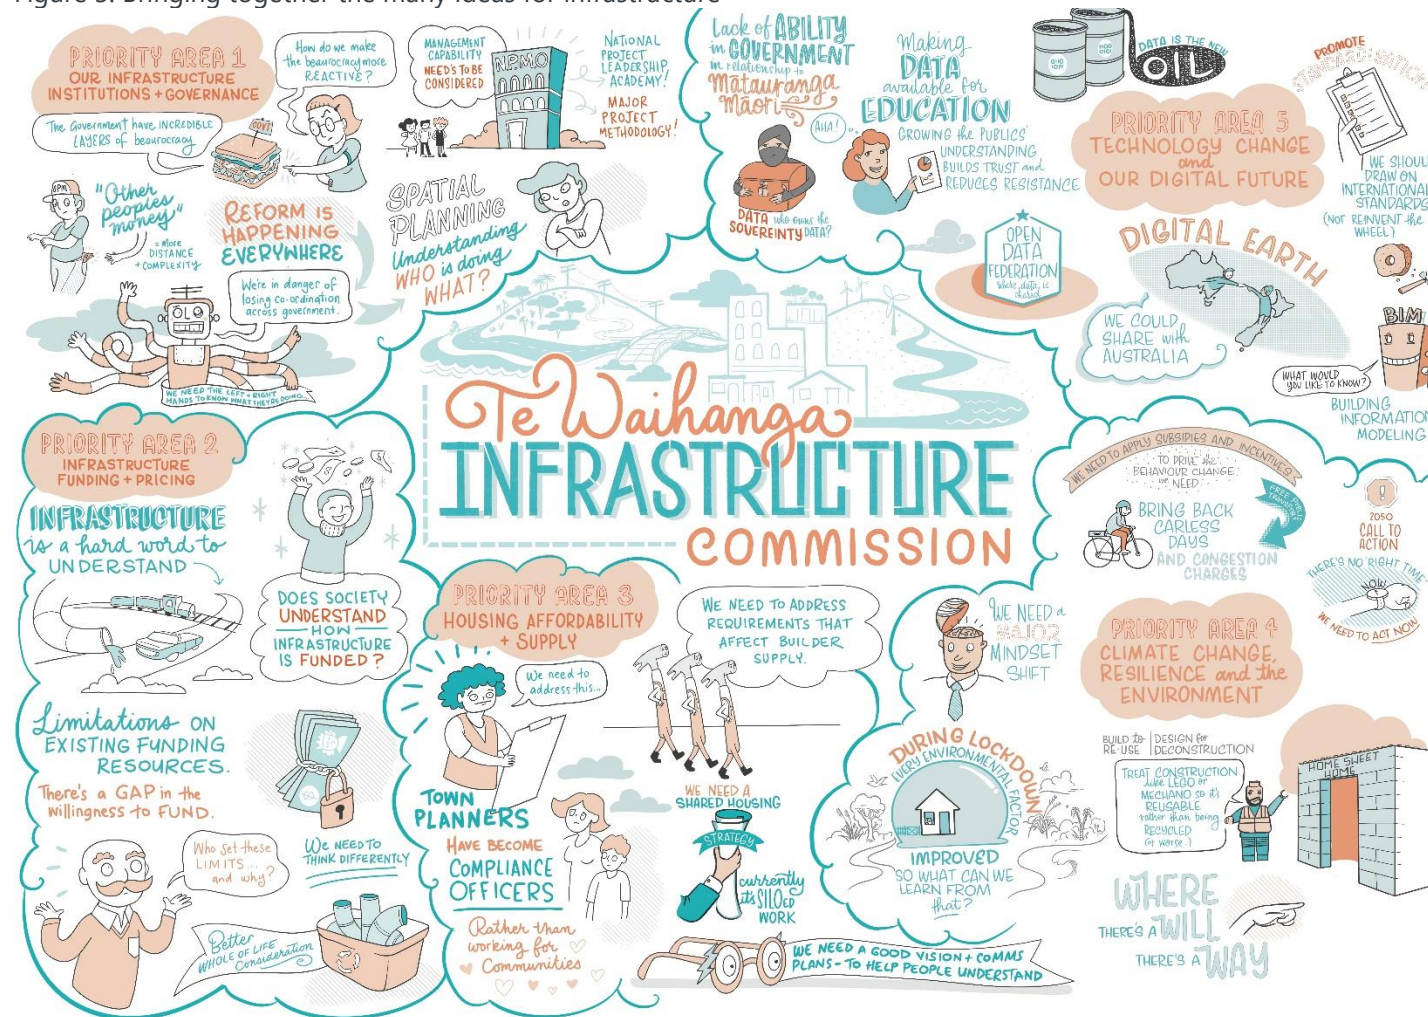 Figure 3: Bringing together the many ideas for infrastructure
PRIORITY AREA 1
OUR INFRASTRUCTURE
INSTITUTIONS + GOVERNANCE
How do we make
the beaurocracy more
REACTIVE?
The Government have INCREDIBLE
LAYERS of beaurocracy
GOVT
OPM
"Other
peoples
money"
= more
DISTANCE
+ COMPLEXITY
REFORM IS
HAPPENING
EVERYWHERE
We're in danger of
losing co-ordination
across government.
WE NEED THE LEFT + RIGHT
HANDS TO KNOW WHAT THEY'RE DOING
MANAGEMENT
CAPABILITY
NEEDS TO BE
CONSIDERED
NPMO
NATIONAL
PROJECT
LEADERSHIP
ACADEMY!
MAJOR
PROJECT
METHODOLOGY!
SPATIAL
PLANNING
Understanding
WHO is doing
WHAT?
Lack of ABILITY
in GOVERNMENT
in relationship to
Mātauranga
Māori
DATA who owns the
SOVEREINTY DATA?
Making
DATA
available for
EDUCATION
AHA!
GROWING the PUBLICS'
UNDERSTANDING
BUILDS TRUST and
REDUCES RESISTANCE
OPEN
DATA
FEDERATION
where data is
shared
DATA IS THE NEW
OIL
PRIORITY AREA 5
TECHNOLOGY CHANGE
and
OUR DIGITAL FUTURE
PROMOTE
STANDARDISATION
WE SHOULD
DRAW ON
INTERNATIONAL
STANDARDS
(NOT REINVENT the
WHEEL)
DIGITAL EARTH
WE COULD
SHARE with
AUSTRALIA
BIM
WHAT WOULD
YOU LIKE TO KNOW?
BUILDING
INFORMATION
MODELING
Te Waihanga
INFRASTRUCTURE
COMMISSION
PRIORITY AREA 2
INFRASTRUCTURE
FUNDING + PRICING
INFRASTRUCTURE
is a hard word to
UNDERSTAND
DOES SOCIETY
UNDERSTAND
HOW
INFRASTRUCTURE
IS FUNDED?
Limitations ON
EXISTING FUNDING
RESOURCES.
There's a GAP in the
willingness to FUND.
Who set these
LIMITS...
and why?
We NEED TO
THINK DIFFERENTLY
Better
WHOLE OF LIFE
Consideration
PRIORITY AREA 3
HOUSING AFFORDABILITY
+ SUPPLY
We need to
address this...
WE NEED TO ADDRESS
REQUIREMENTS THAT
AFFECT BUILDER
SUPPLY.
TOWN
PLANNERS
HAVE BECOME
COMPLIANCE
OFFICERS
Rather than
working for
Communities
WE NEED A
SHARED HOUSING
STRATEGY
currently
its SILOED
WORK
WE NEED A GOOD VISION + COMMS
PLANS - TO HELP PEOPLE UNDERSTAND
WE NEED TO APPLY SUBSIDIES AND INCENTIVES
TO DRIVE the
BEHAVIOUR CHANGE
we NEED
BRING BACK
CARLESS
DAYS
AND CONGESTION
CHARGES
FREE PUBLIC
TRANSPORT
2050
CALL TO
ACTION
THERE'S NO RIGHT TIME
NOW
WE NEED TO ACT NOW
WE NEED a
MAJOR
MINDSET
SHIFT
PRIORITY AREA 4
CLIMATE CHANGE,
RESILIENCE and the
ENVIRONMENT
DURING LOCKDOWN
EVERY ENVIRONMENTAL FACTOR
IMPROVED
SO WHAT CAN WE
LEARN FROM
that?
BUILD to
RE-USE
DESIGN for
DECONSTRUCTION
TREAT CONSTRUCTION
like LEGO or
MECHANO so it's
REUSABLE
rather than being
RECYCLED
(or worse.)
HOME SWEET
HOME
WHERE
THERE'S A WILL
THERE'S A WAY